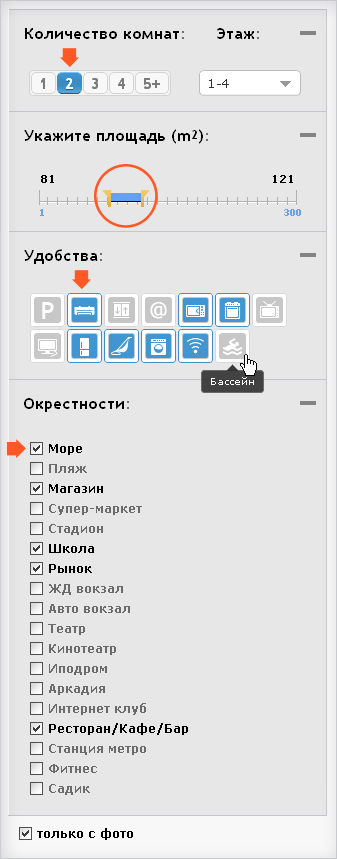 Количество комнат: Этаж:
1 2 3 4 5+ 1-4
Укажите площадь (m2):
81 121
1 300
Удобства:
P @
Бассейн
Окрестности:
Море
Пляж
Магазин
Супер-маркет
Стадион
Школа
Рынок
ЖД вокзал
Авто вокзал
Театр
Кинотеатр
Иподром
Аркадия
Интернет клуб
Ресторан/Кафе/Бар
Станция метро
Фитнес
Садик
только с фото